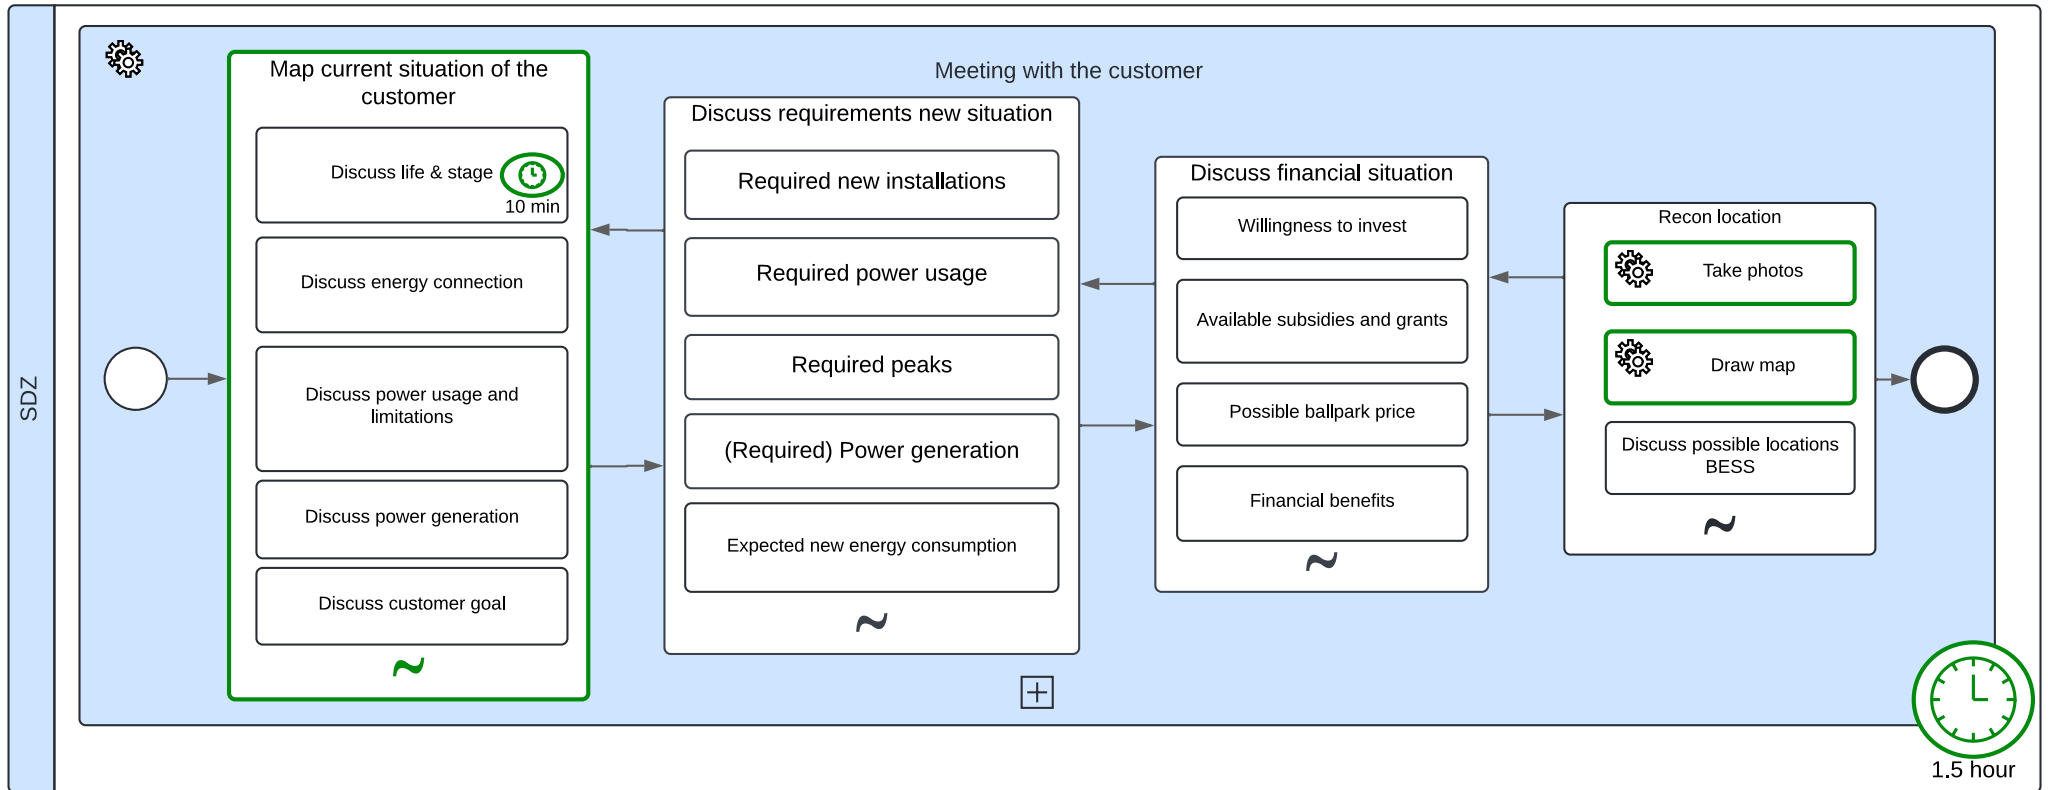 SDZ
Meeting with the customer
Map current situation of the
customer
Discuss life & stage
10 min
Discuss energy connection
Discuss power usage and
limitations
Discuss power generation
Discuss customer goal
~
Discuss requirements new situation
Required new installations
Required power usage
Required peaks
(Required) Power generation
Expected new energy consumption
~
Discuss financial situation
Willingness to invest
Available subsidies and grants
Possible ballpark price
Financial benefits
~
Recon location
Take photos
Draw map
Discuss possible locations
BESS
~
1.5 hour